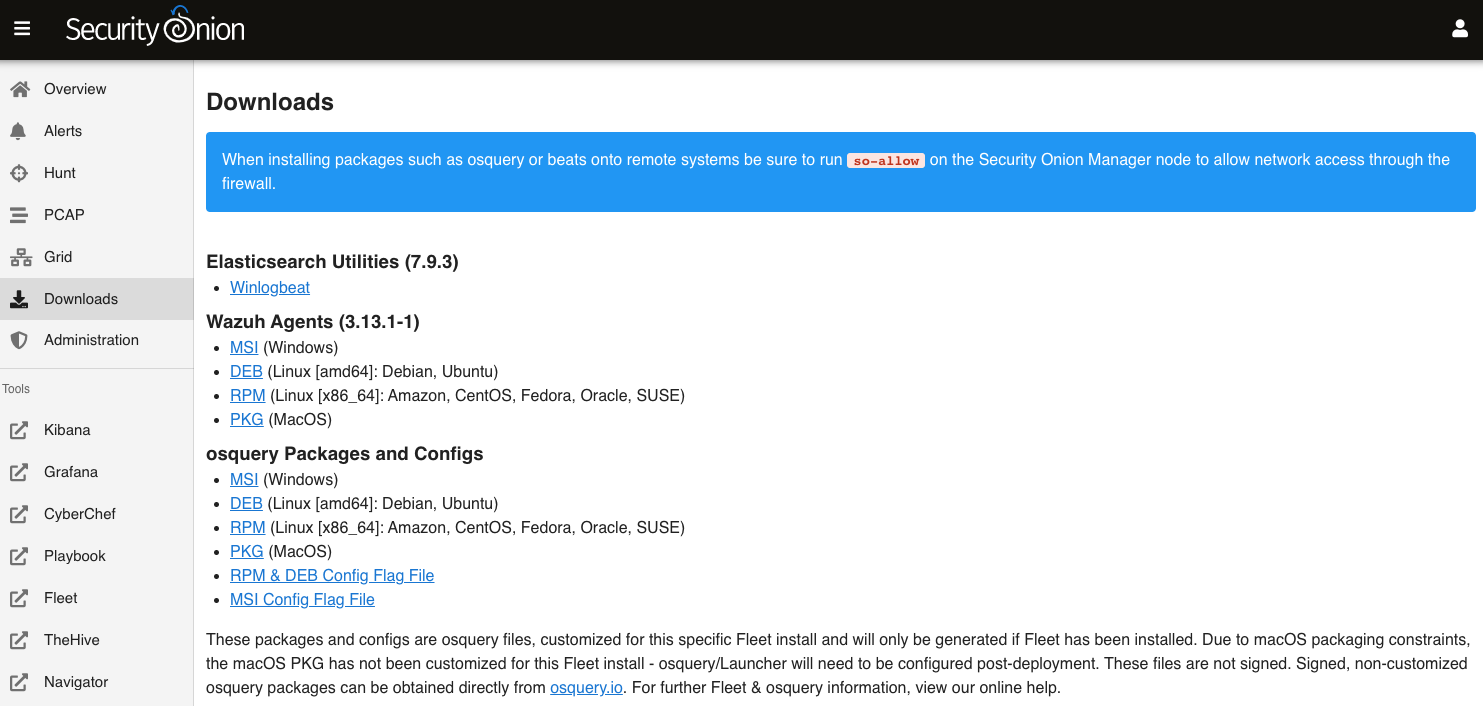 Security Onion
Overview
Alerts
Hunt
PCAP
Grid
Downloads
Administration
Tools
Kibana
Grafana
CyberChef
Playbook
Fleet
TheHive
Navigator
Downloads
When installing packages such as osquery or beats onto remote systems be sure to run so-allow on the Security Onion Manager node to allow network access through the
firewall.
Elasticsearch Utilities (7.9.3)
• Winlogbeat
Wazuh Agents (3.13.1-1)
• MSI (Windows)
• DEB (Linux [amd64]: Debian, Ubuntu)
• RPM (Linux [x86_64]: Amazon, CentOS, Fedora, Oracle, SUSE)
• PKG (MacOS)
osquery Packages and Configs
• MSI (Windows)
• DEB (Linux [amd64]: Debian, Ubuntu)
• RPM (Linux [x86_64]: Amazon, CentOS, Fedora, Oracle, SUSE)
• PKG (MacOS)
• RPM & DEB Config Flag File
• MSI Config Flag File
These packages and configs are osquery files, customized for this specific Fleet install and will only be generated if Fleet has been installed. Due to macOS packaging constraints,
the macOS PKG has not been customized for this Fleet install - osquery/Launcher will need to be configured post-deployment. These files are not signed. Signed, non-customized
osquery packages can be obtained directly from osquery.io. For further Fleet & osquery information, view our online help.